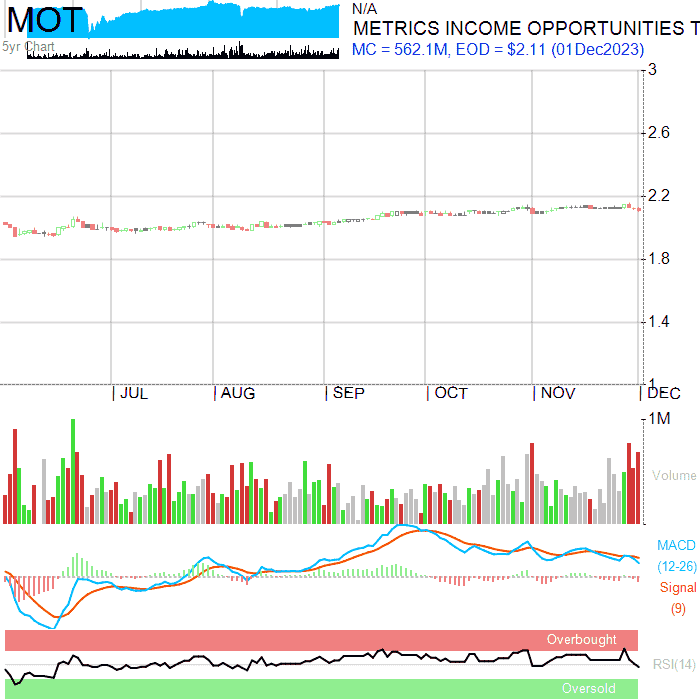 MOT
5yr Chart
N/A
METRICS INCOME OPPORTUNITIES T
MC = 562.1M, EOD = $2.11 (01Dec2023)
3
2.6
2.2
1.8
1.4
1
| JUL | AUG | SEP | OCT | NOV | DEC
1M
Volume
MACD
(12-26)
Signal
(9)
Overbought
RSI(14)
Oversold